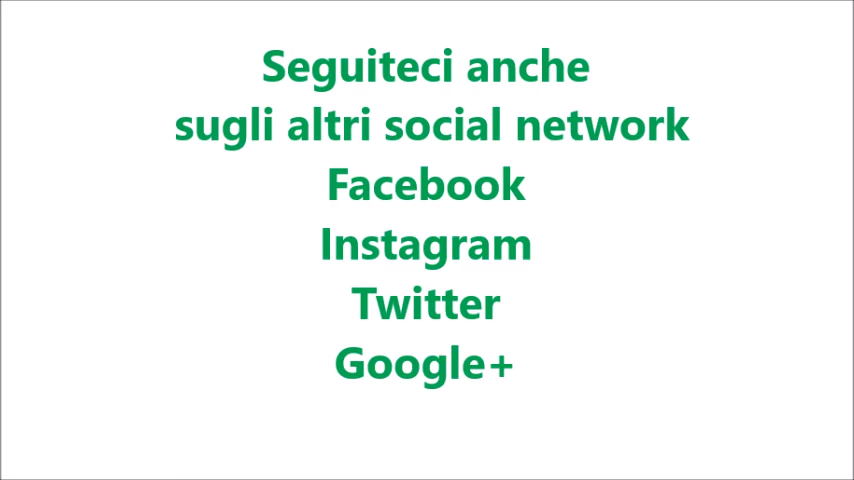 Seguiteci anche
sugli altri social network
Facebook
Instagram
Twitter
Google+